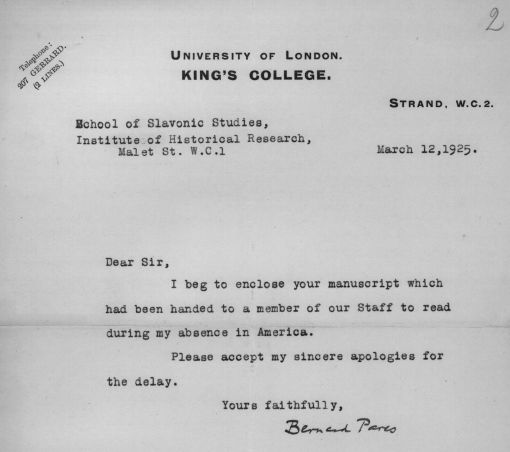 2
Telephone:
207 GERRARD.
(2 LINES.)
UNIVERSITY OF LONDON.
KING'S COLLEGE.
STRAND, W.C.2.
School of Slavonic Studies,
Institute of Historical Research,
Malet St. W.C.1
March 12,1925.
Dear Sir,
I beg to enclose your manuscript which
had been handed to a member of our Staff to read
during my absence in America.
Please accept my sincere apologies for
the delay.
Yours faithfully,
Bernard Pares